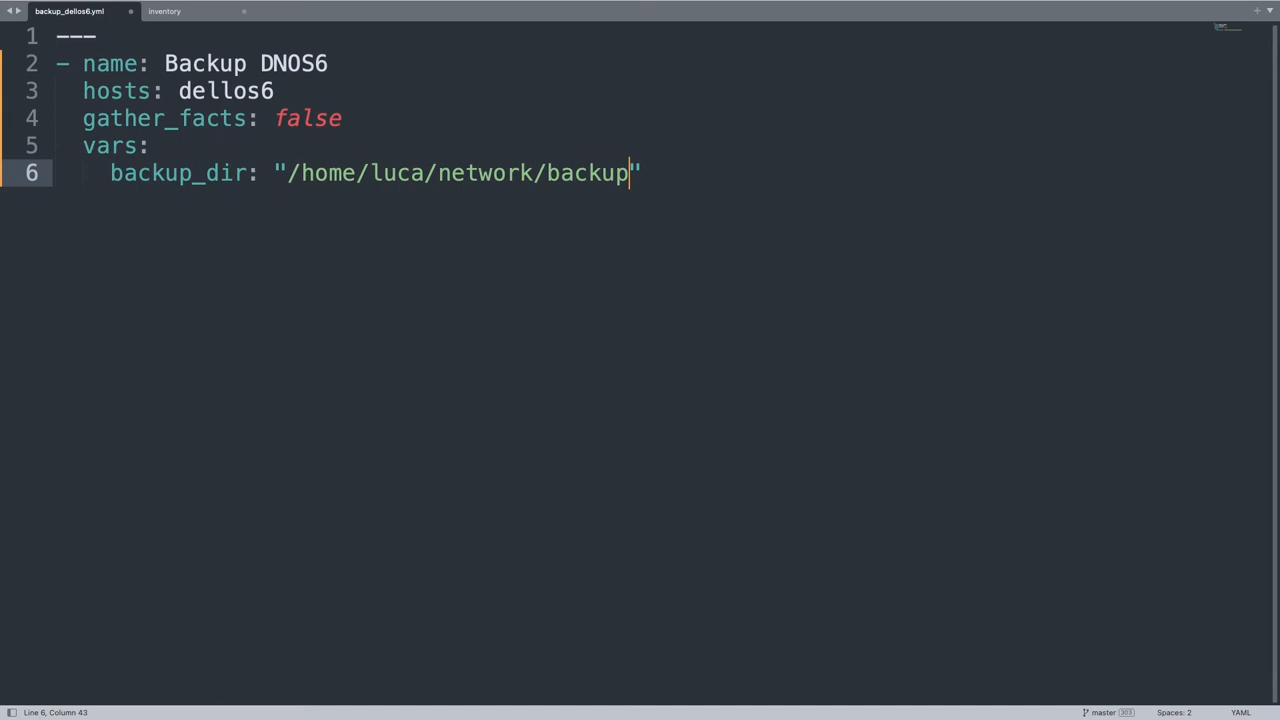 backup_dellos6.yml
inventory
1 ---
2 - name: Backup DNOS6
3 hosts: dellos6
4 gather_facts: false
5 vars:
6 backup_dir: "/home/luca/network/backup"
Line 6, Column 43
master 303
Spaces: 2
YAML